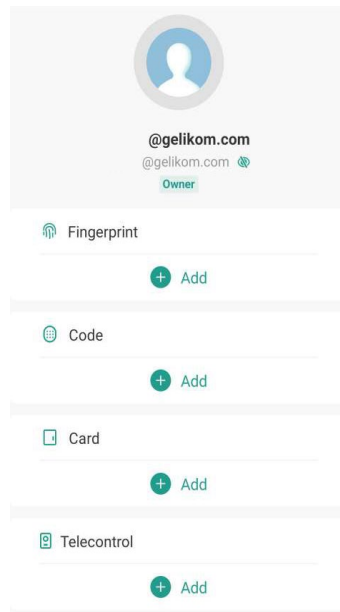 @gelikom.com
@gelikom.com
Owner
Fingerprint
Add
Code
Add
Card
Add
Telecontrol
Add